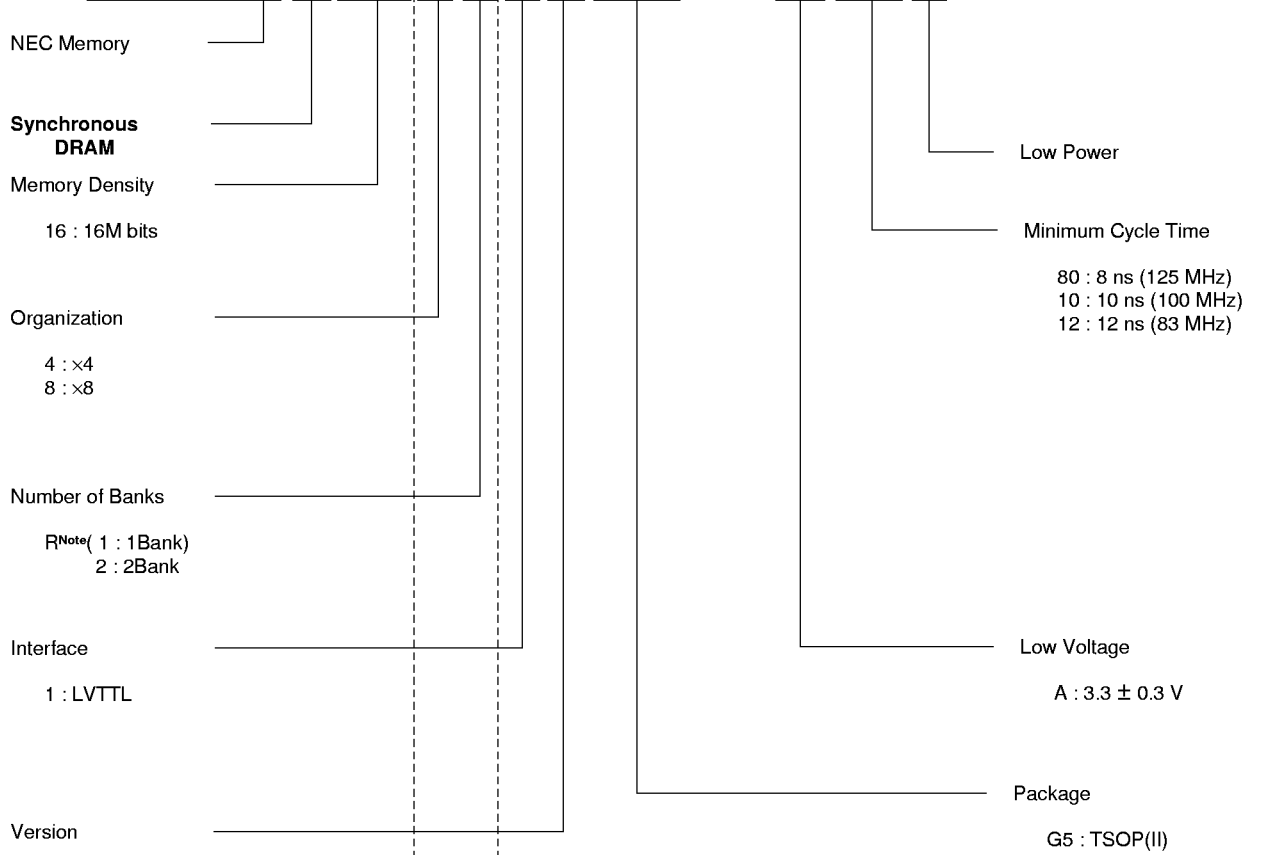 NEC Memory
Synchronous
DRAM
Memory Density
16 : 16M bits
Organization
4 : ×4
8 : ×8
Number of Banks
RNote( 1 : 1Bank)
2 : 2Bank
Interface
1 : LVTTL
Version
Low Power
Minimum Cycle Time
80 : 8 ns (125 MHz)
10 : 10 ns (100 MHz)
12 : 12 ns (83 MHz)
Low Voltage
A : 3.3 ± 0.3 V
Package
G5 : TSOP(II)